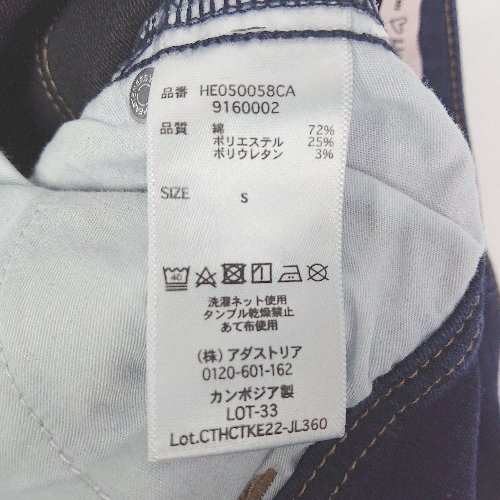 品番 HE050058CA
9160002
品質 綿 72%
ポリエステル 25%
ポリウレタン 3%
SIZE S
40
洗濯ネット使用
タンブル乾燥禁止
あて布使用
(株) アダストリア
0120-601-162
カンボジア製
LOT-33
Lot.CTHCTKE22-JL360